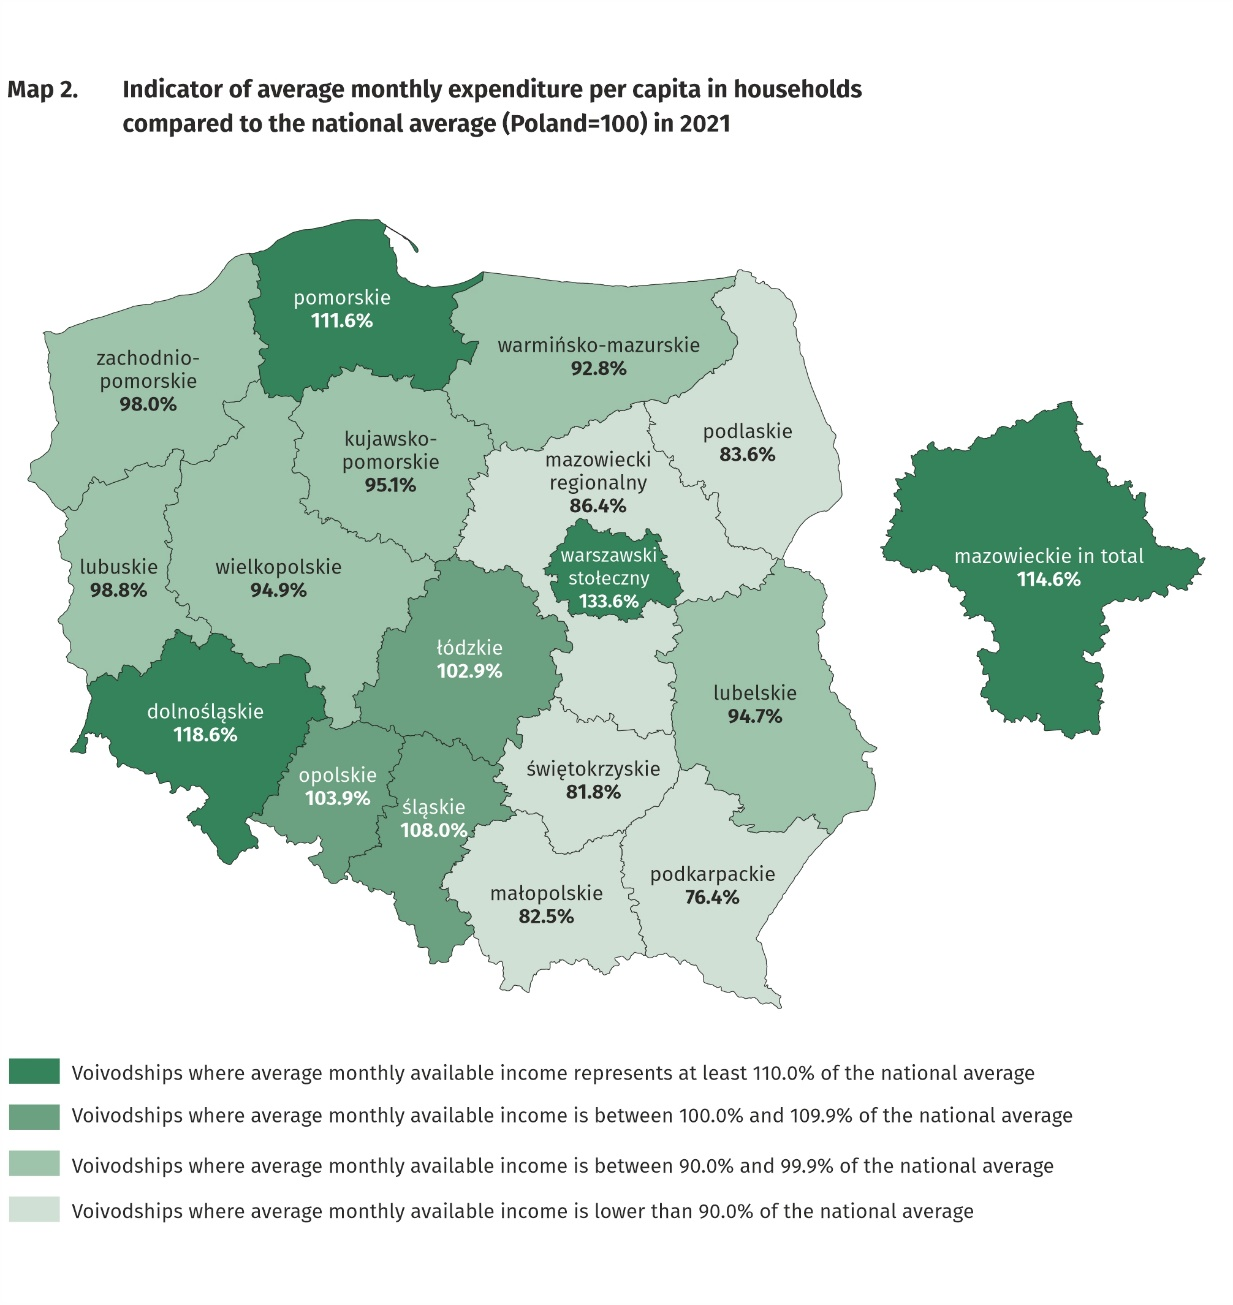 Map 2. Indicator of average monthly expenditure per capita in households
compared to the national average (Poland=100) in 2021
pomorskie
111.6%
warmińsko-mazurskie
92.8%
zachodnio-
pomorskie
98.0%
kujawsko-
pomorskie
95.1%
podlaskie
83.6%
mazowiecki
regionalny
86.4%
warszawski
stołeczny
133.6%
mazowieckie in total
114.6%
lubuskie
98.8%
wielkopolskie
94.9%
łódzkie
102.9%
lubelskie
94.7%
dolnośląskie
118.6%
opolskie
103.9%
śląskie
108.0%
świętokrzyskie
81.8%
małopolskie
82.5%
podkarpackie
76.4%
Voivodships where average monthly available income represents at least 110.0% of the national average
Voivodships where average monthly available income is between 100.0% and 109.9% of the national average
Voivodships where average monthly available income is between 90.0% and 99.9% of the national average
Voivodships where average monthly available income is lower than 90.0% of the national average